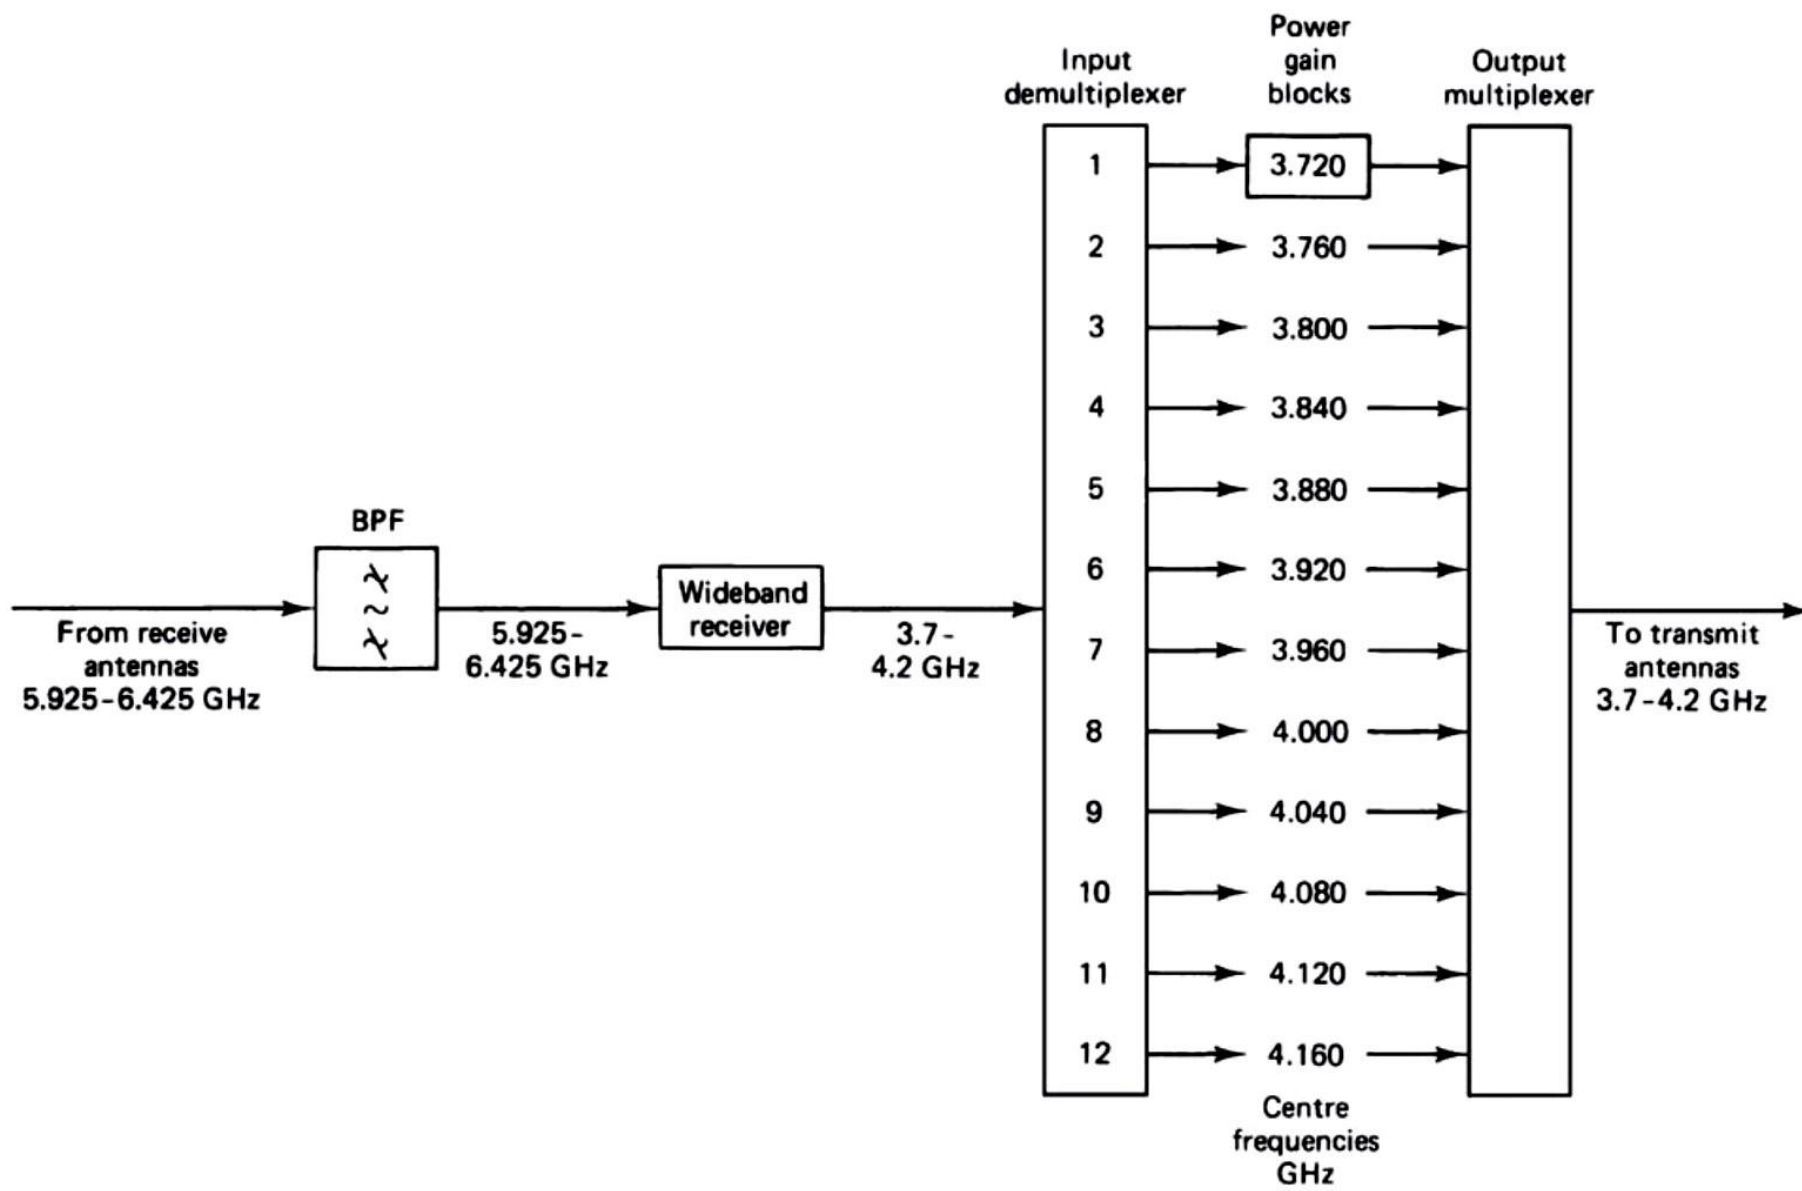 Power
gain
blocks
Input
demultiplexer
Output
multiplexer
1
3.720
2
3.760
3
3.800
4
3.840
5
3.880
6
3.920
7
3.960
8
4.000
9
4.040
10
4.080
11
4.120
12
4.160
Centre
frequencies
GHz
BPF
From receive
antennas
5.925-6.425 GHz
5.925-
6.425 GHz
Wideband
receiver
3.7-
4.2 GHz
To transmit
antennas
3.7-4.2 GHz